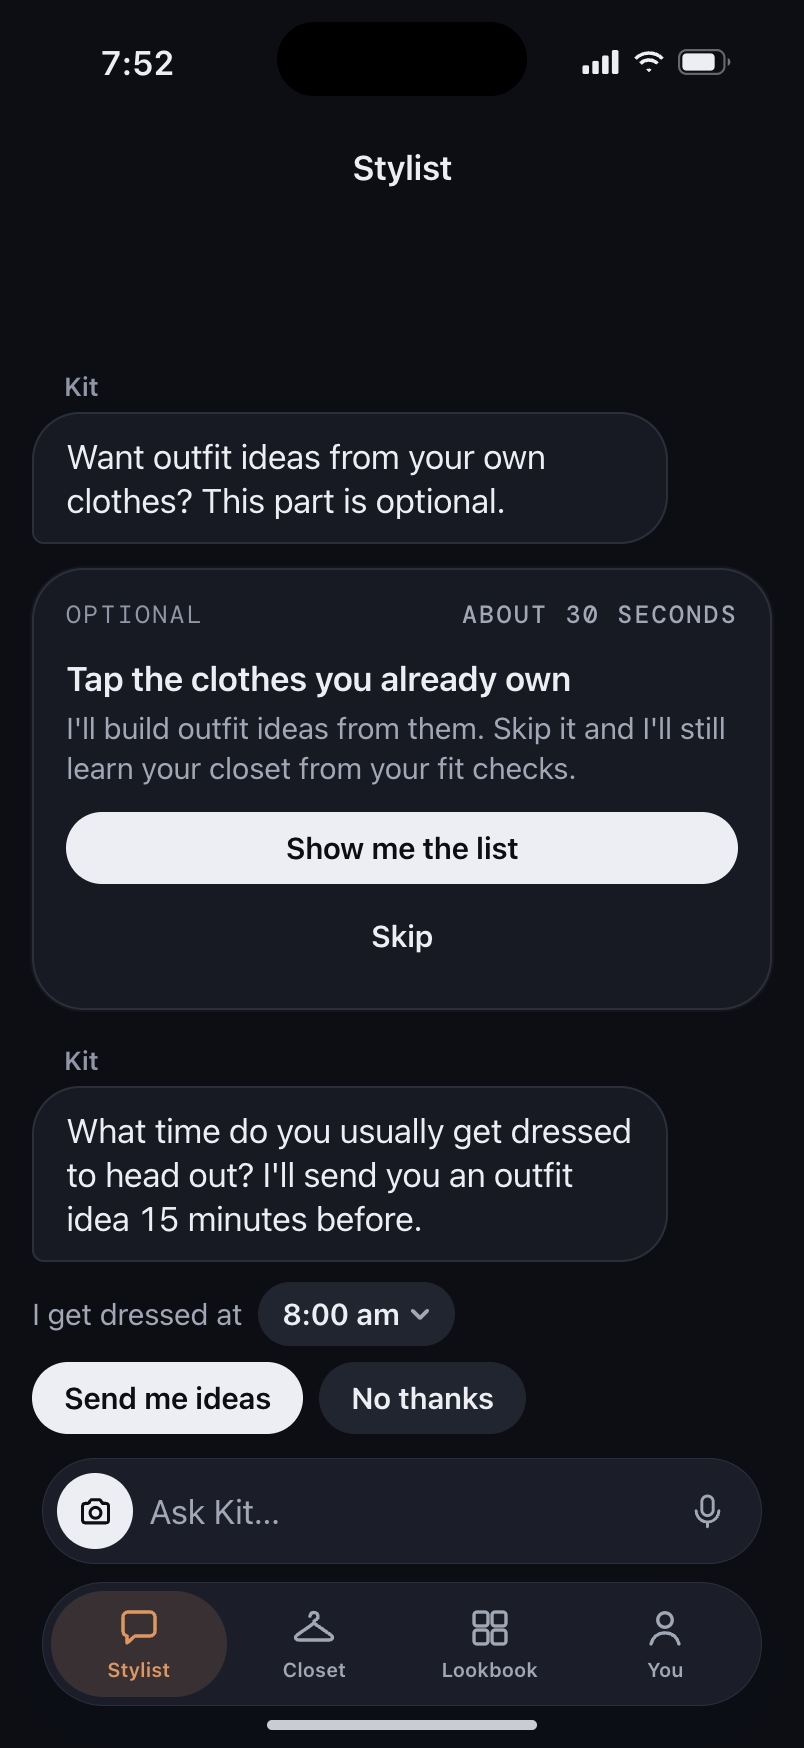 7:52
Stylist
Kit
Want outfit ideas from your own
clothes? This part is optional.
OPTIONAL ABOUT 30 SECONDS
Tap the clothes you already own
I'll build outfit ideas from them. Skip it and I'll still
learn your closet from your fit checks.
Show me the list
Skip
Kit
What time do you usually get dressed
to head out? I'll send you an outfit
idea 15 minutes before.
I get dressed at 8:00 am
Send me ideas No thanks
Ask Kit...
Stylist Closet Lookbook You